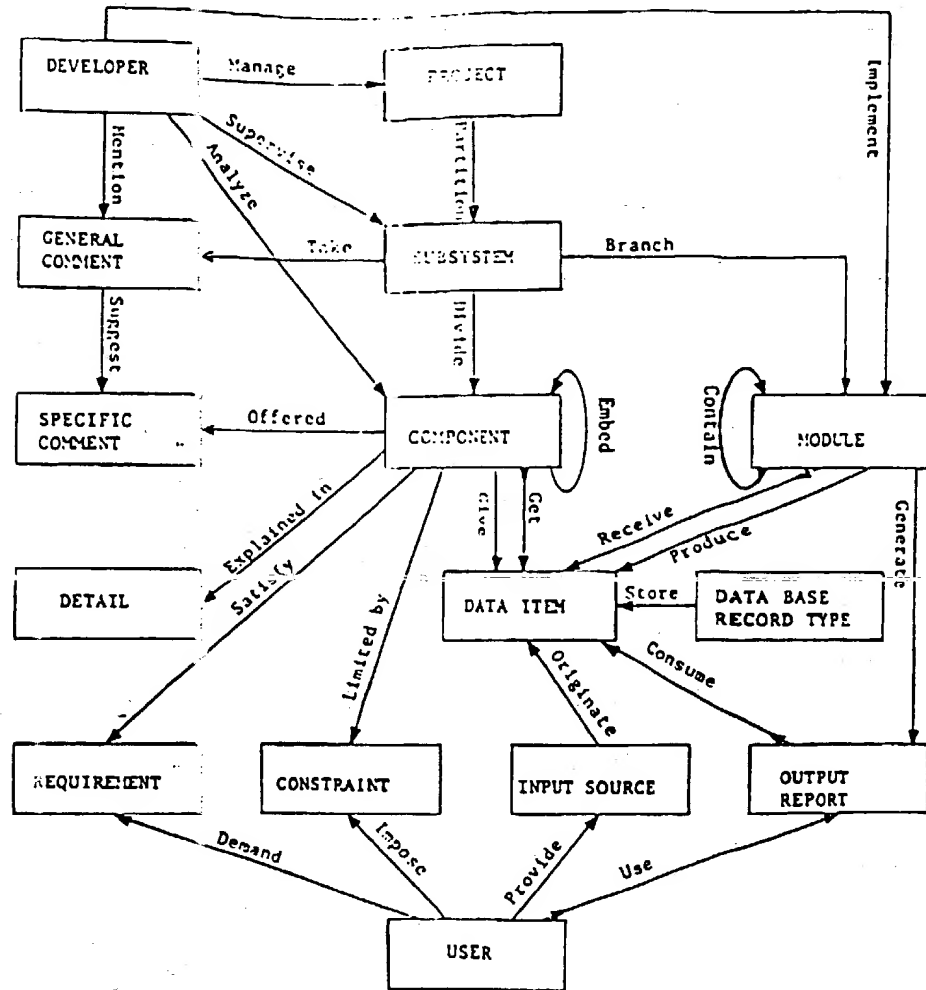 DEVELOPER
Manage
PROJECT
Implement
Mention
Supervise
Analyze
Partition
GENERAL
COMMENT
Take
SUBSYSTEM
Branch
Suggest
Divide
SPECIFIC
COMMENT
Offered
COMPONENT
Embed
Contain
MODULE
Explained in
Satisfy
Give
Get
Receive
Produce
Generate
DETAIL
Limited by
DATA ITEM
Store
DATA BASE
RECORD TYPE
Originate
Consume
REQUIREMENT
CONSTRAINT
INPUT SOURCE
OUTPUT
REPORT
Demand
Impose
Provide
Use
USER